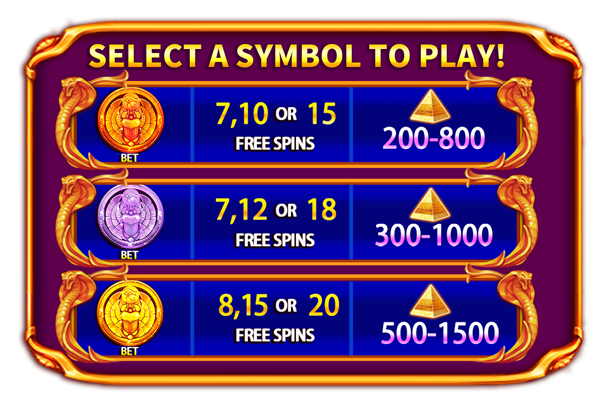 SELECT A SYMBOL TO PLAY!
BET
7,10 OR 15
FREE SPINS
200-800
BET
7,12 OR 18
FREE SPINS
300-1000
BET
8,15 OR 20
FREE SPINS
500-1500